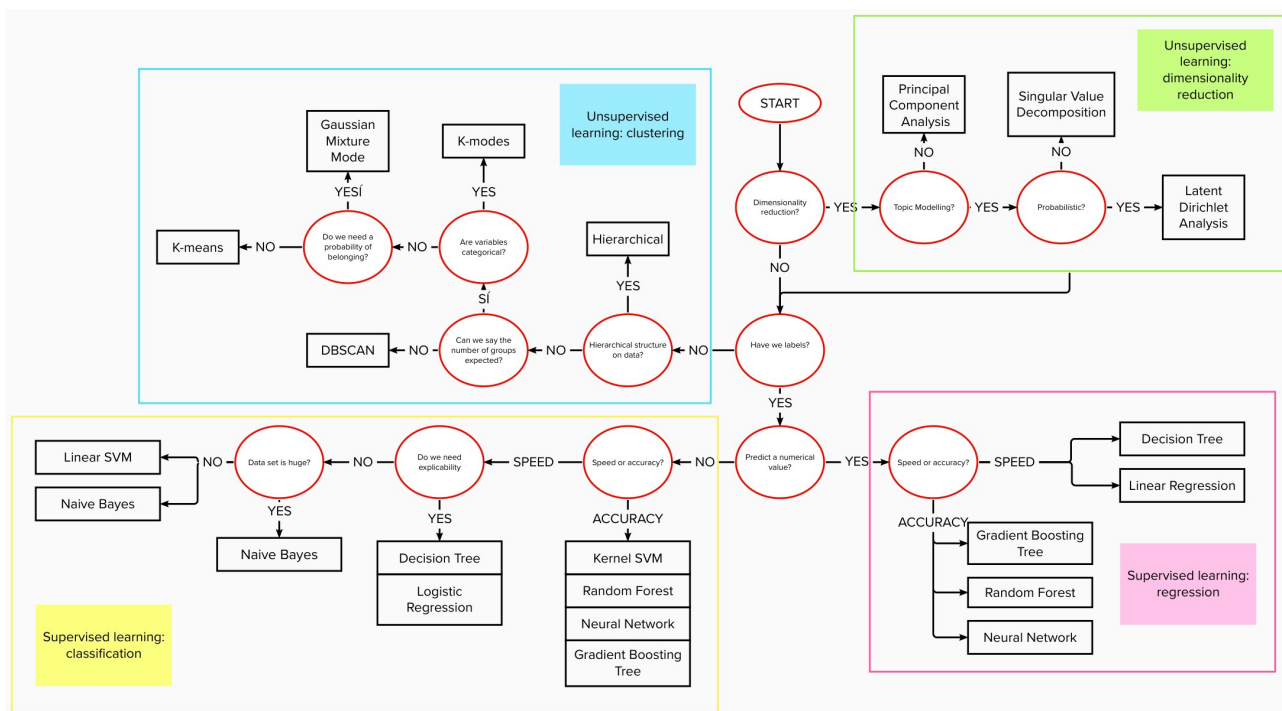 Unsupervised
learning:
dimensionality
reduction
Unsupervised
learning: clustering
START
Principal
Component
Analysis
Singular Value
Decomposition
Gaussian
Mixture
Mode
K-modes
NO
NO
YESÍ
YES
Dimensionality
reduction?
YES
Topic Modelling?
YES
Probabilístic?
YES
Latent
Dirichlet
Analysis
K-means
NO
Do we need a
probability of
belonging?
NO
Are variables
categorical?
Hierarchical
NO
YES
SÍ
DBSCAN
NO
Can we say the
number of groups
expected?
NO
Hierarchical structure
on data?
NO
Have we labels?
YES
Linear SVM
Naive Bayes
NO
Data set is huge?
NO
Do we need
explicability
SPEED
Speed or accuracy?
NO
Predict a numerical
value?
YES
Speed or accuracy?
SPEED
Decision Tree
Linear Regression
YES
YES
ACCURACY
ACCURACY
Naive Bayes
Decision Tree
Logistic
Regression
Kernel SVM
Random Forest
Neural Network
Gradient Boosting
Tree
Gradient Boosting
Tree
Random Forest
Neural Network
Supervised learning:
regression
Supervised learning:
classification